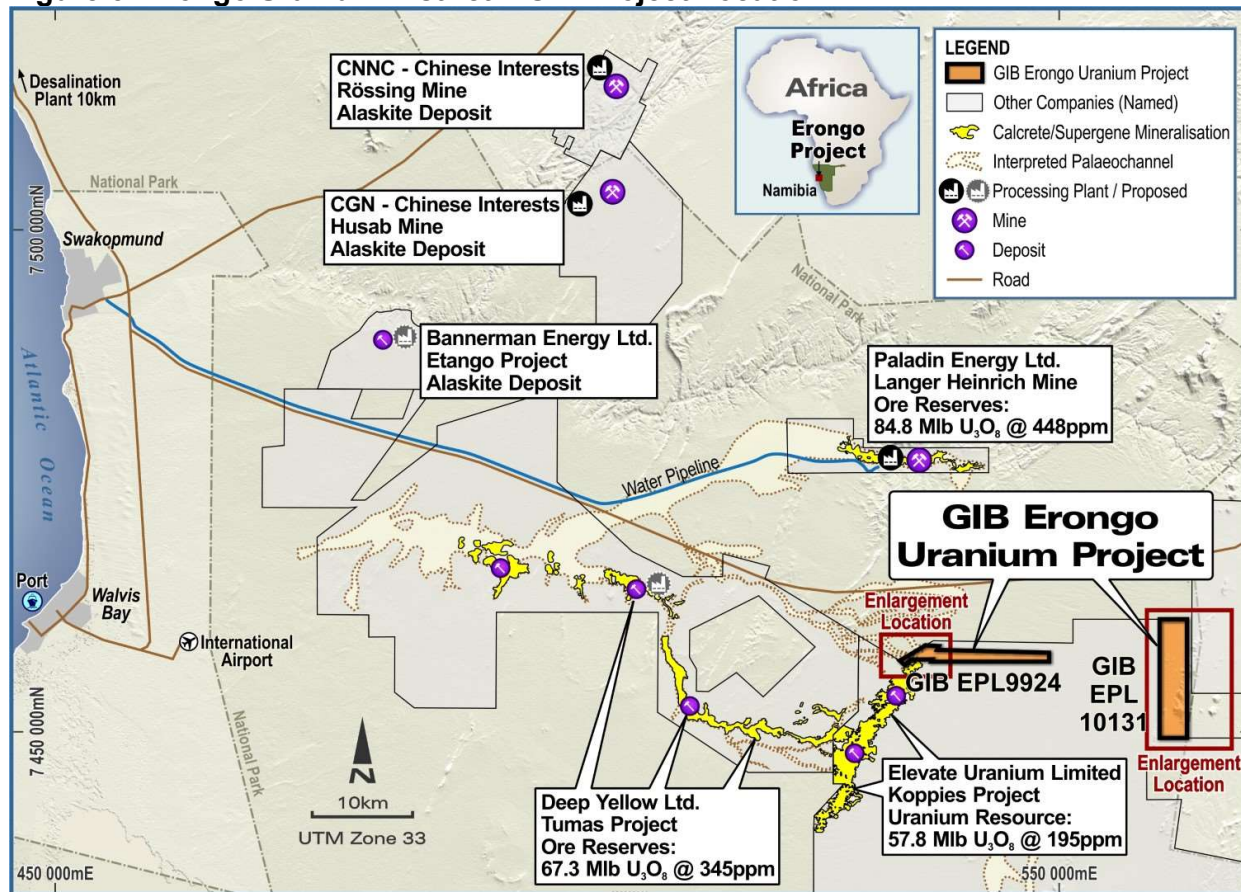 Desalination
Plant 10km
CNNC - Chinese Interests
Rössing Mine
Alaskite Deposit
Africa
Erongo
Project
Namibia
LEGEND
GIB Erongo Uranium Project
Other Companies (Named)
Calcrete/Supergene Mineralisation
Interpreted Palaeochannel
Processing Plant / Proposed
Mine
Deposit
Road
National Park
CGN - Chinese Interests
Husab Mine
Alaskite Deposit
7 500 000mN
Swakopmund
National Park
Bannerman Energy Ltd.
Etango Project
Alaskite Deposit
Paladin Energy Ltd.
Langer Heinrich Mine
Ore Reserves:
84.8 Mlb U₃O₈ @ 448ppm
Atlantic Ocean
Water Pipeline
GIB Erongo
Uranium Project
Port
Walvis
Bay
International
Airport
Enlargement
Location
GIB EPL9924
GIB
EPL
10131
Enlargement
Location
7 450 000mN
National Park
N
10km
UTM Zone 33
Deep Yellow Ltd.
Tumas Project
Ore Reserves:
67.3 Mlb U₃O₈ @ 345ppm
Elevate Uranium Limited
Koppies Project
Uranium Resource:
57.8 Mlb U₃O₈ @ 195ppm
450 000mE
550 000mE